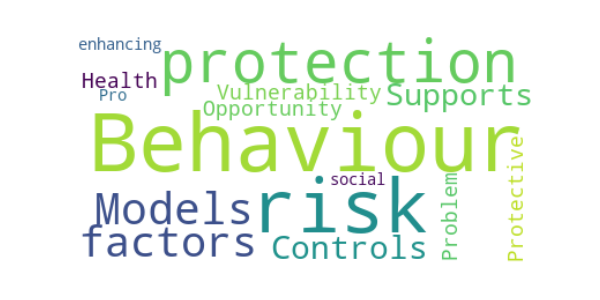 enhancing
protection
Health
Pro
Vulnerability
Supports
Opportunity
Behaviour
social
Models
risk
factors
Controls
Problem
Protective